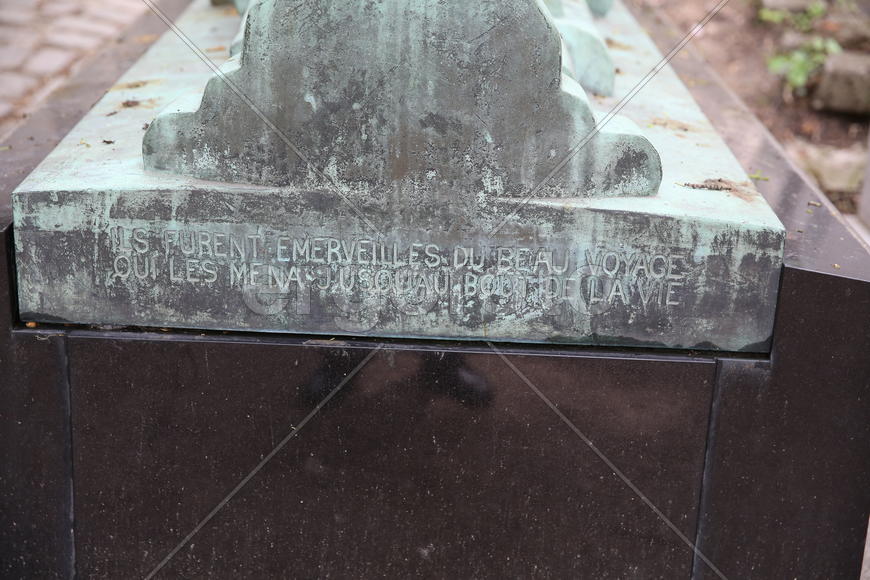 ILS FURENT EMERVEILLES DU BEAU VOYAGE
QUI LES MENA JUSQU'AU BOUT DE LA VIE